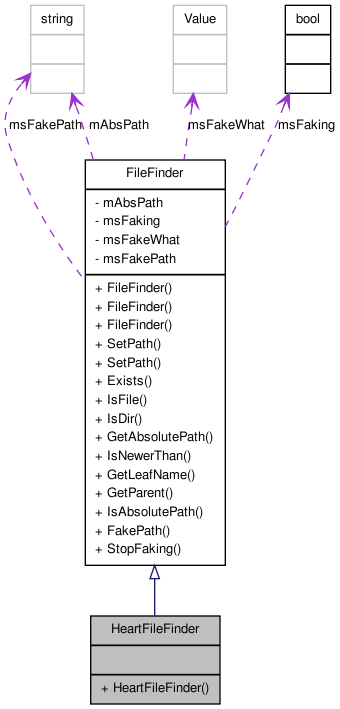 string Value bool
msFakePath mAbsPath msFakeWhat msFaking
FileFinder
- mAbsPath
- msFaking
- msFakeWhat
- msFakePath
+ FileFinder()
+ FileFinder()
+ FileFinder()
+ SetPath()
+ SetPath()
+ Exists()
+ IsFile()
+ IsDir()
+ GetAbsolutePath()
+ IsNewerThan()
+ GetLeafName()
+ GetParent()
+ IsAbsolutePath()
+ FakePath()
+ StopFaking()
HeartFileFinder
+ HeartFileFinder()